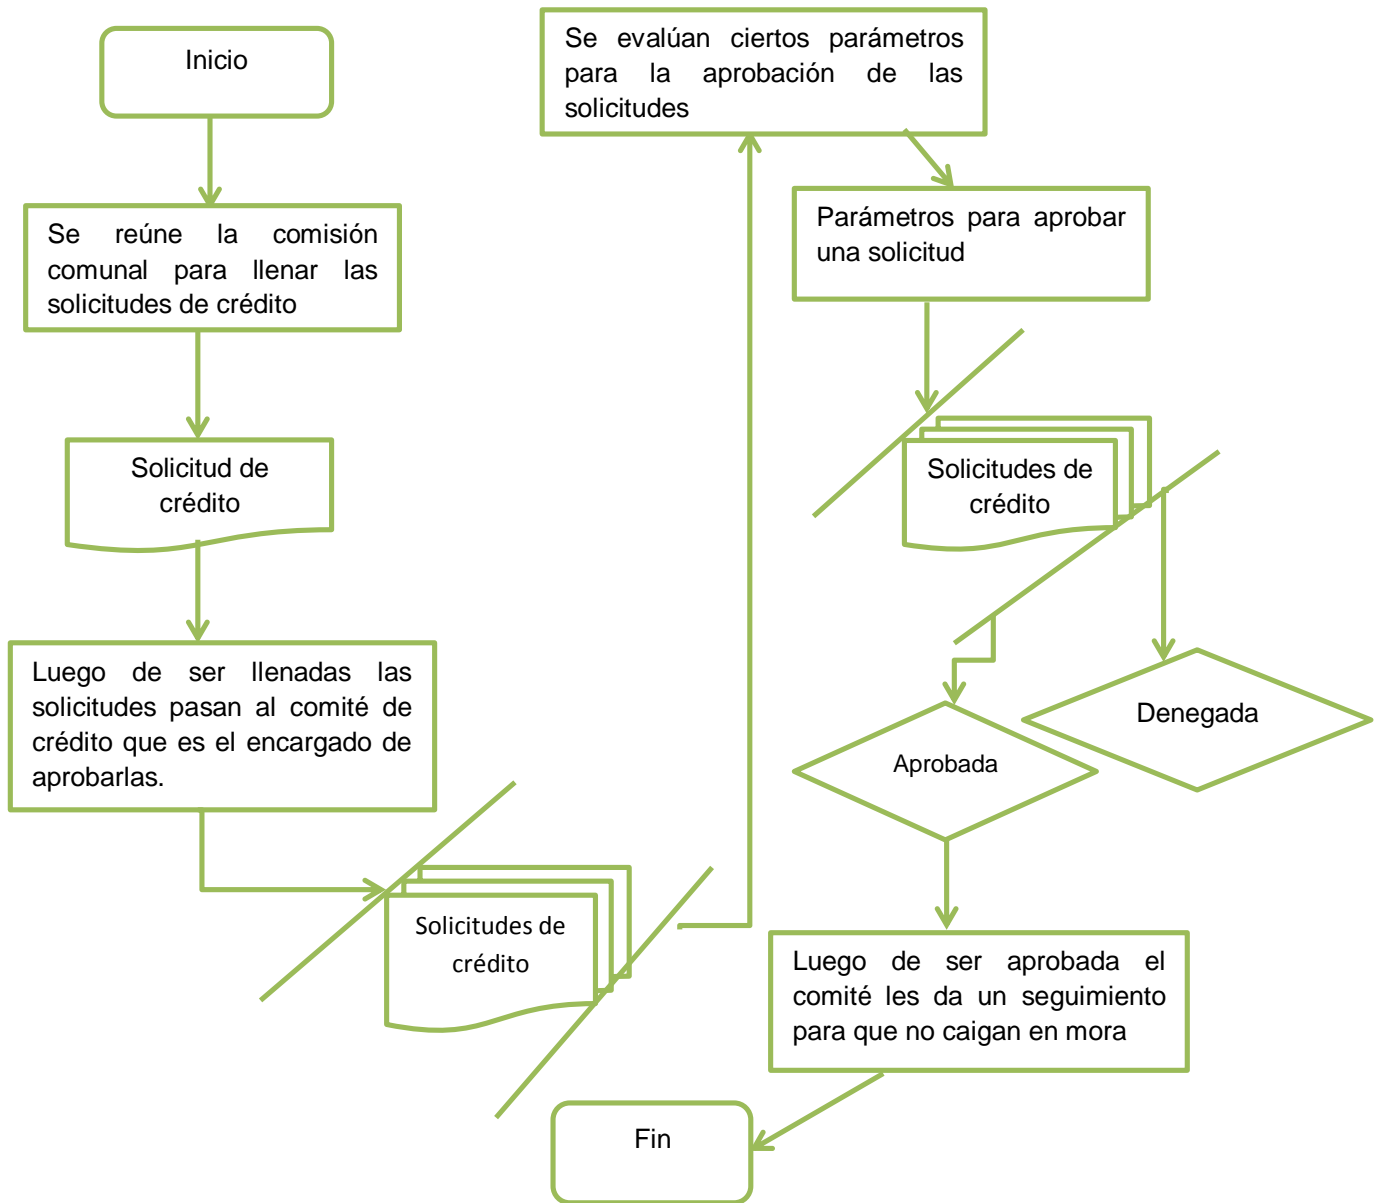 Inicio
Se reúne la comisión
comunal para llenar las
solicitudes de crédito
Solicitud de
crédito
Luego de ser llenadas las
solicitudes pasan al comité de
crédito que es el encargado de
aprobarlas.
Solicitudes de
crédito
Se evalúan ciertos parámetros
para la aprobación de las
solicitudes
Parámetros para aprobar
una solicitud
Solicitudes de
crédito
Denegada
Aprobada
Luego de ser aprobada el
comité les da un seguimiento
para que no caigan en mora
Fin